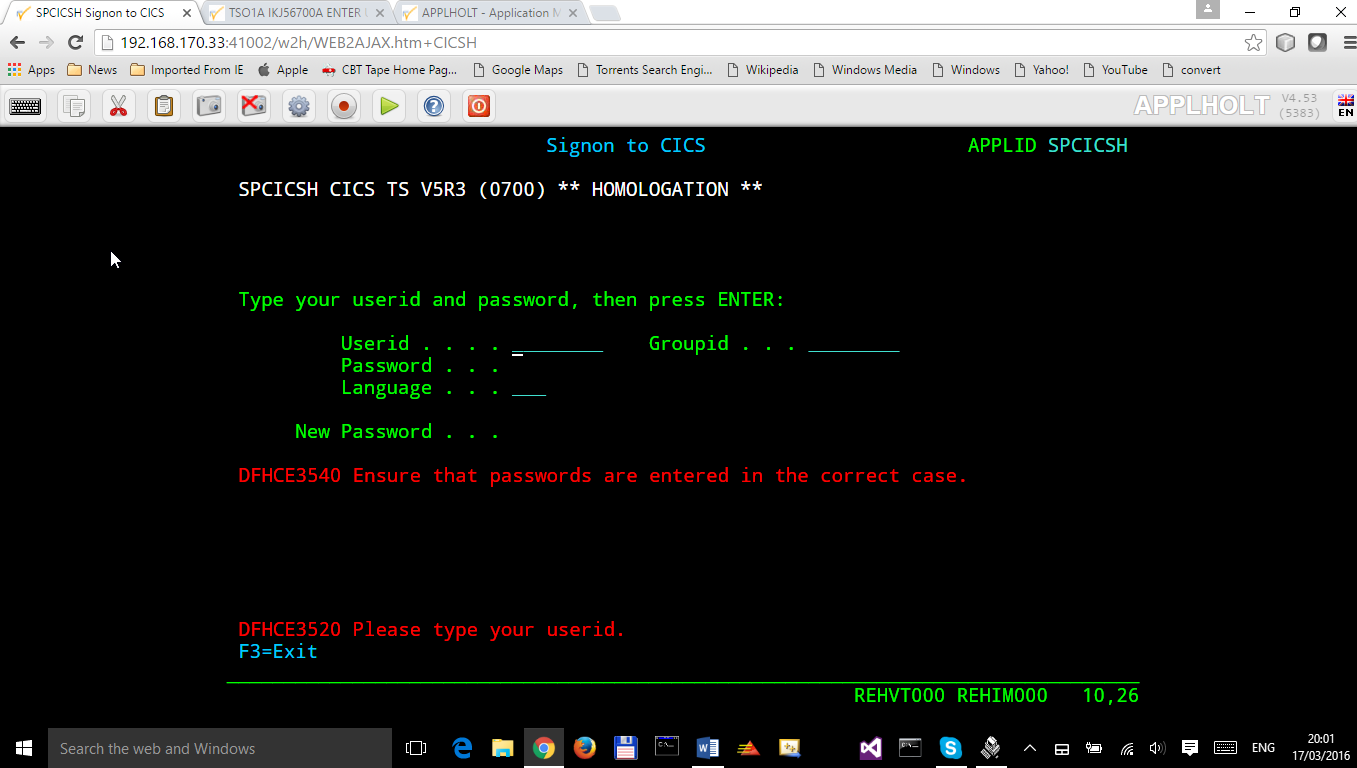 SPCICSH Signon to CICS TSO1A IKJ56700A ENTER APPLHOLT - Application M
192.168.170.33:41002/w2h/WEB2AJAX.htm+CICSH
Apps News Imported From IE Apple CBT Tape Home Pag... Google Maps Torrents Search Engi... Wikipedia Windows Media Windows Yahoo! YouTube convert
APPLHOLT V4.53 (5383) EN
Signon to CICS APPLID SPCICSH
SPCICSH CICS TS V5R3 (0700) ** HOMOLOGATION **
Type your userid and password, then press ENTER:
Userid . . . . ________ Groupid . . . ________
Password . . .
Language . . . ___
New Password . . .
DFHCE3540 Ensure that passwords are entered in the correct case.
DFHCE3520 Please type your userid.
F3=Exit
REHVT000 REHIM000 10,26
Search the web and Windows
ENG
20:01
17/03/2016